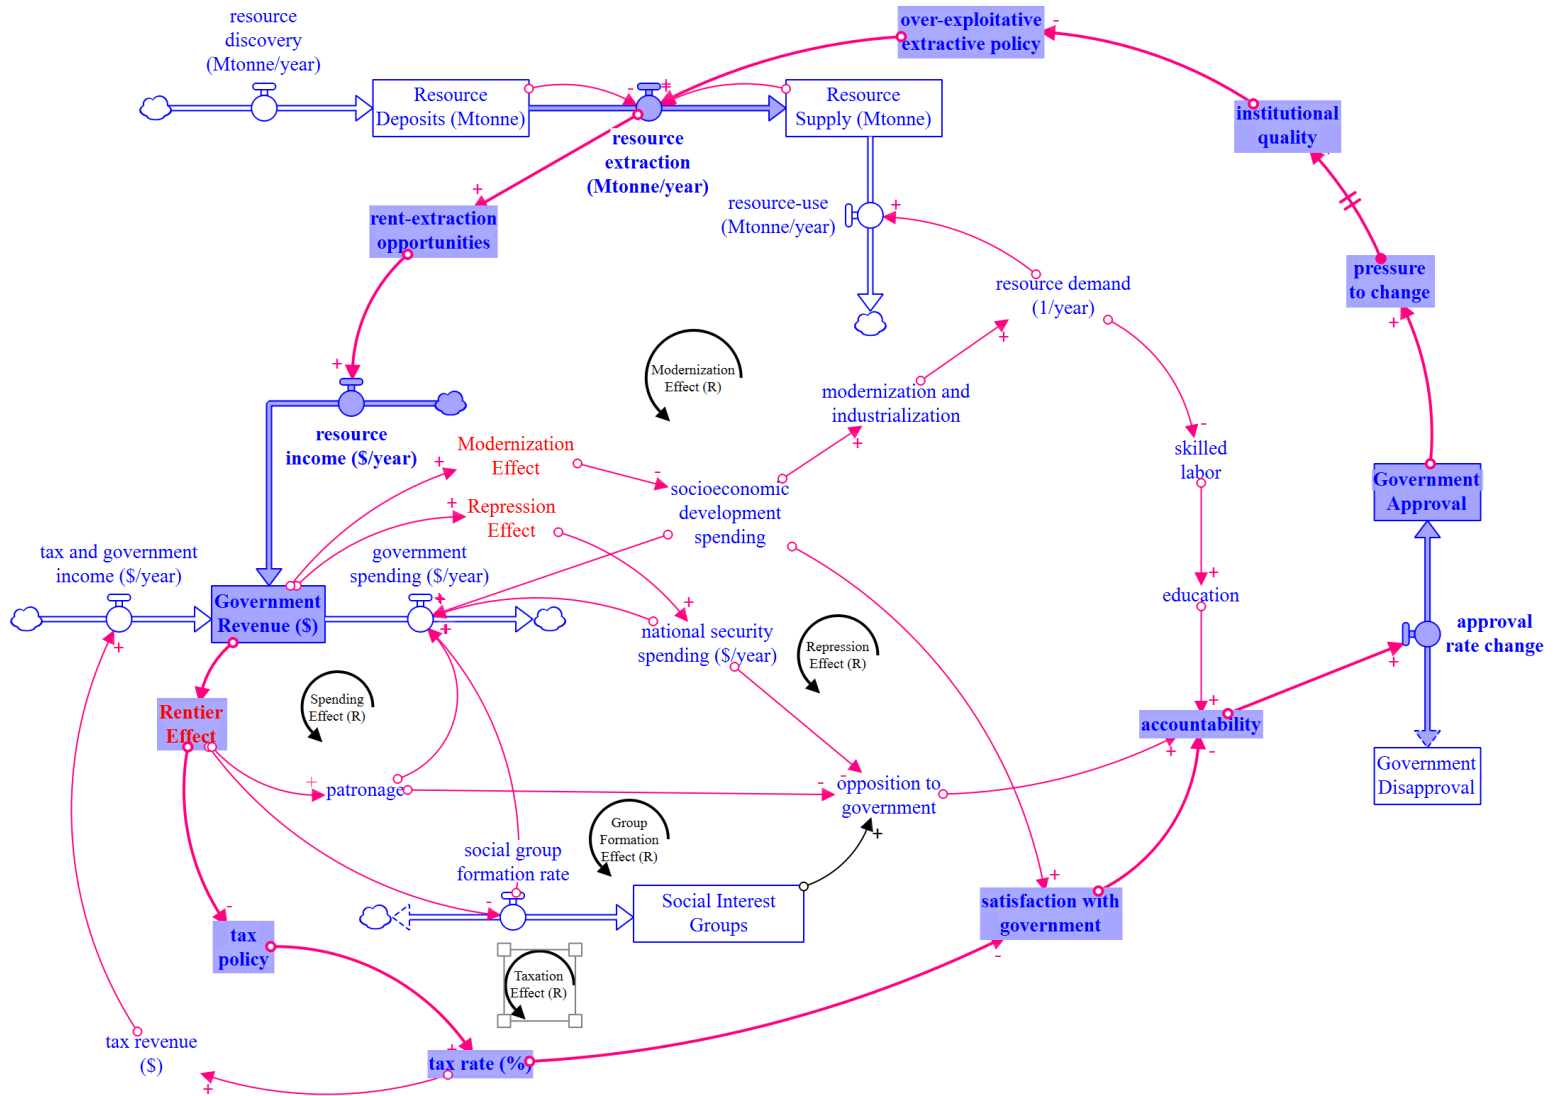 resource
discovery
(Mtonne/year)
over-exploitative
extractive policy
-
Resource
Deposits (Mtonne)
-
+
Resource
Supply (Mtonne)
institutional
quality
resource
extraction
(Mtonne/year)
+
rent-extraction
opportunities
resource-use
(Mtonne/year)
+
pressure
to change
+
resource demand
(1/year)
+
Modernization
Effect (R)
+
modernization and
industrialization
+
-
skilled
labor
resource
income ($/year)
Modernization
Effect
+
-
socioeconomic
development
spending
Repression
Effect
+
Government
Approval
tax and government
income ($/year)
government
spending ($/year)
+
education
Government
Revenue ($)
+
+
+
+
national security
spending ($/year)
Repression
Effect (R)
approval
rate change
+
Rentier
Effect
Spending
Effect (R)
+
accountability
+
-
+
patronage
-
-
opposition to
government
Government
Disapproval
Group
Formation
Effect (R)
+
social group
formation rate
-
Social Interest
Groups
+
satisfaction with
government
-
-
tax
policy
Taxation
Effect (R)
tax revenue
($)
+
tax rate (%)
+